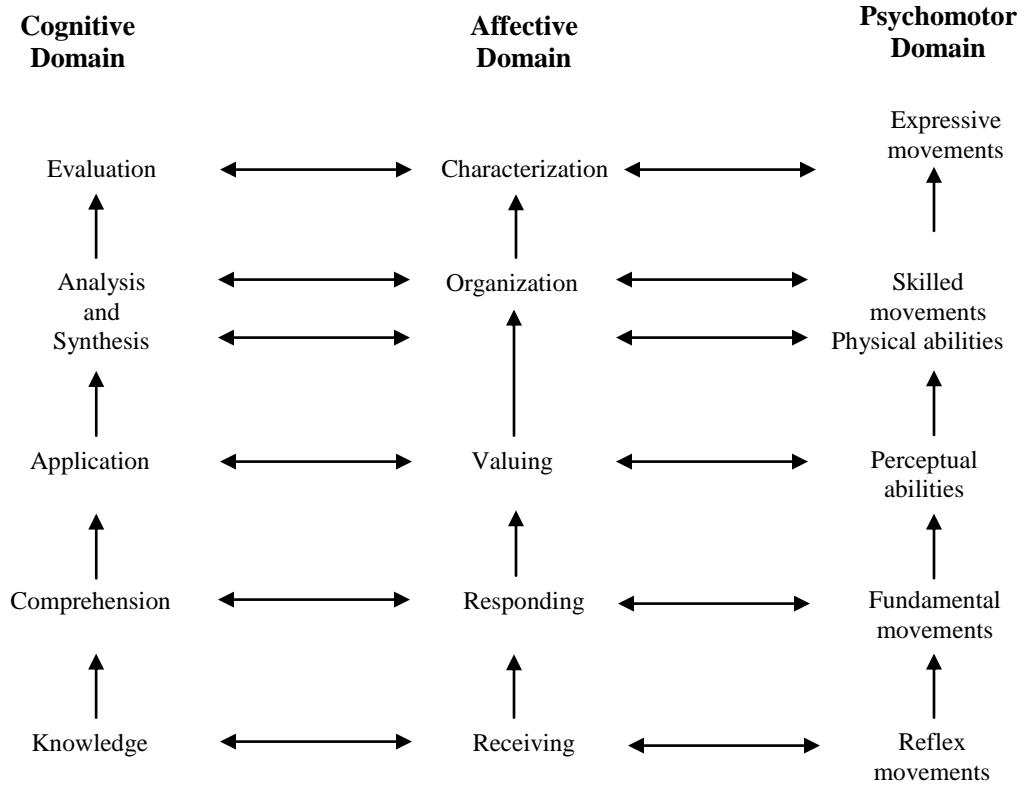 Cognitive
Domain
Affective
Domain
Psychomotor
Domain
Evaluation
Characterization
Expressive
movements
Analysis
and
Synthesis
Organization
Skilled
movements
Physical abilities
Application
Valuing
Perceptual
abilities
Comprehension
Responding
Fundamental
movements
Knowledge
Receiving
Reflex
movements